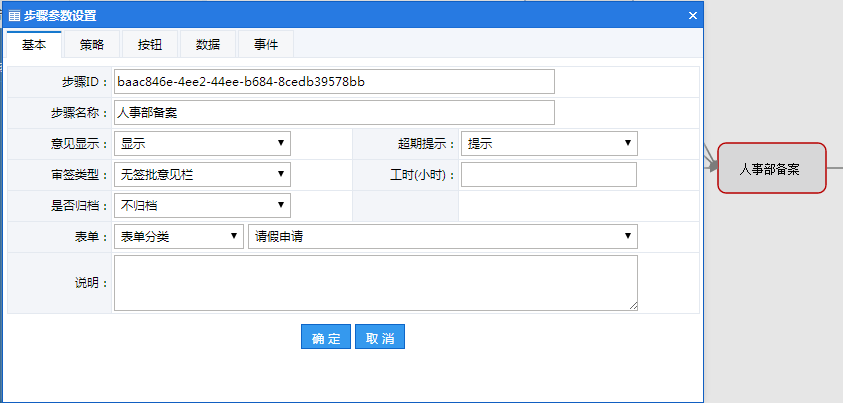 步骤参数设置
基本 策略 按钮 数据 事件
步骤ID： baac846e-4ee2-44ee-b684-8cedb39578bb
步骤名称： 人事部备案
意见显示： 显示 超期提示： 提示
审签类型： 无签批意见栏 工时(小时)：
是否归档： 不归档
表单： 表单分类 请假申请
说明：
确定 取消
人事部备案